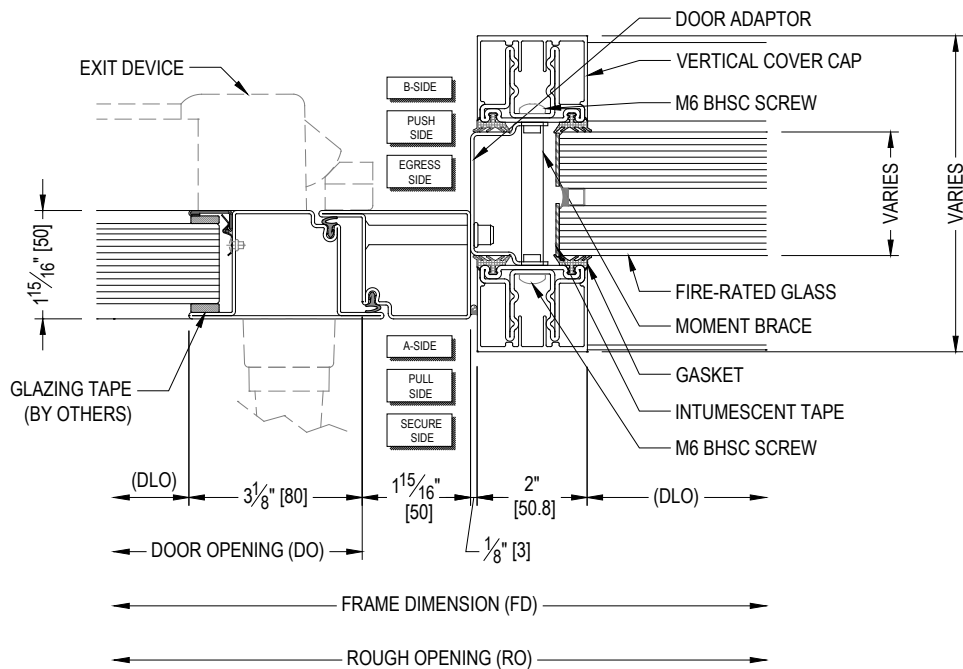 DOOR ADAPTOR
VERTICAL COVER CAP
EXIT DEVICE
B-SIDE
M6 BHSC SCREW
PUSH
SIDE
EGRESS
SIDE
VARIES
VARIES
1 15/16" [50]
FIRE-RATED GLASS
MOMENT BRACE
A-SIDE
GASKET
GLAZING TAPE
(BY OTHERS)
PULL
SIDE
INTUMESCENT TAPE
SECURE
SIDE
M6 BHSC SCREW
(DLO)
3 1/8" [80]
1 15/16"
[50]
2"
[50.8]
(DLO)
DOOR OPENING (DO)
1/8" [3]
FRAME DIMENSION (FD)
ROUGH OPENING (RO)